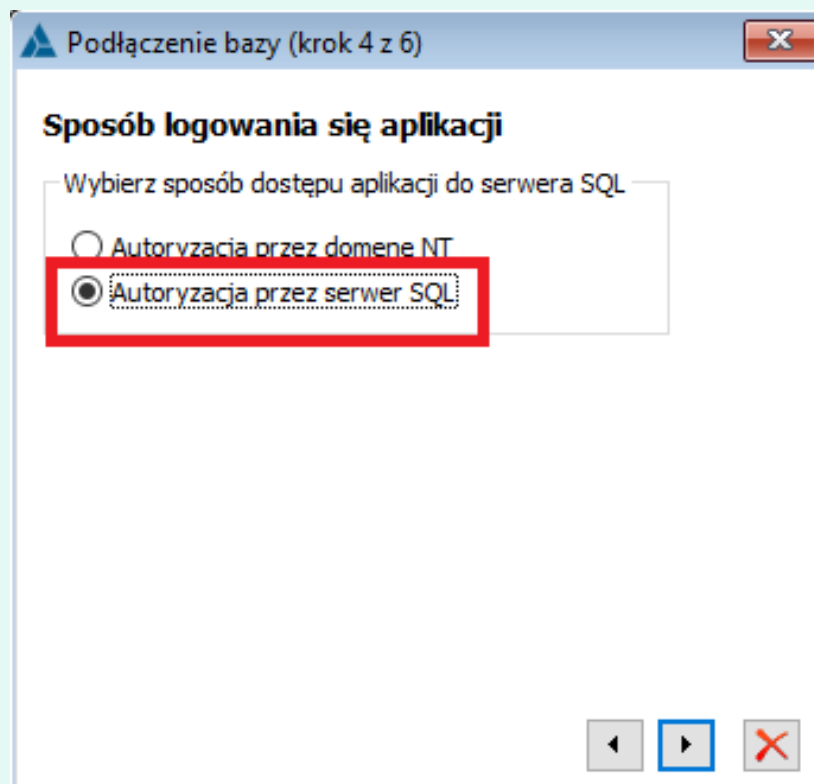 Podłączenie bazy (krok 4 z 6)
Sposób logowania się aplikacji
Wybierz sposób dostępu aplikacji do serwera SQL
Autoryzacja przez domenę NT
Autoryzacja przez serwer SQL